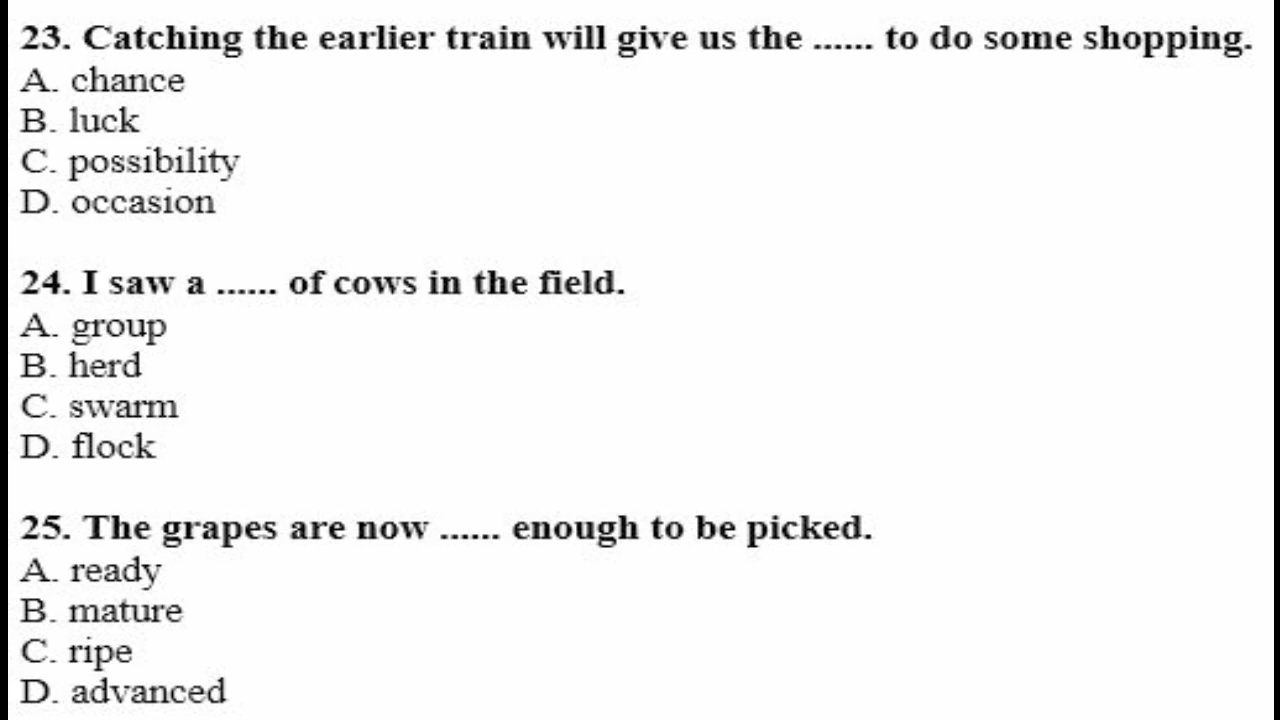 23. Catching the earlier train will give us the ...... to do some shopping.
A. chance
B. luck
C. possibility
D. occasion
24. I saw a ...... of cows in the field.
A. group
B. herd
C. swarm
D. flock
25. The grapes are now ...... enough to be picked.
A. ready
B. mature
C. ripe
D. advanced